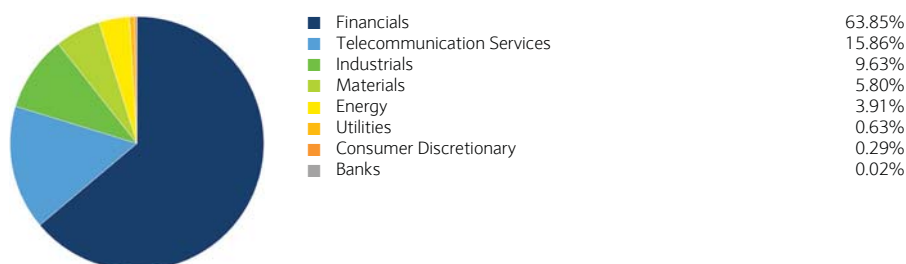 Financials 63.85%
Telecommunication Services 15.86%
Industrials 9.63%
Materials 5.80%
Energy 3.91%
Utilities 0.63%
Consumer Discretionary 0.29%
Banks 0.02%